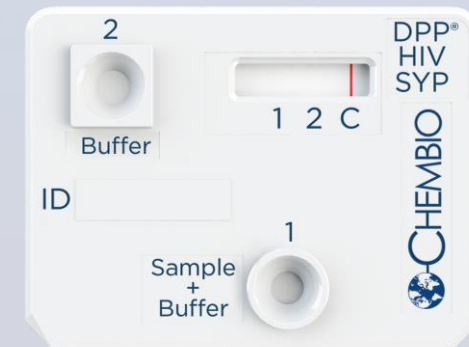 2
Buffer
DPP®
HIV
SYP
1 2 C
CHEMBIO
ID
1
Sample
+
Buffer